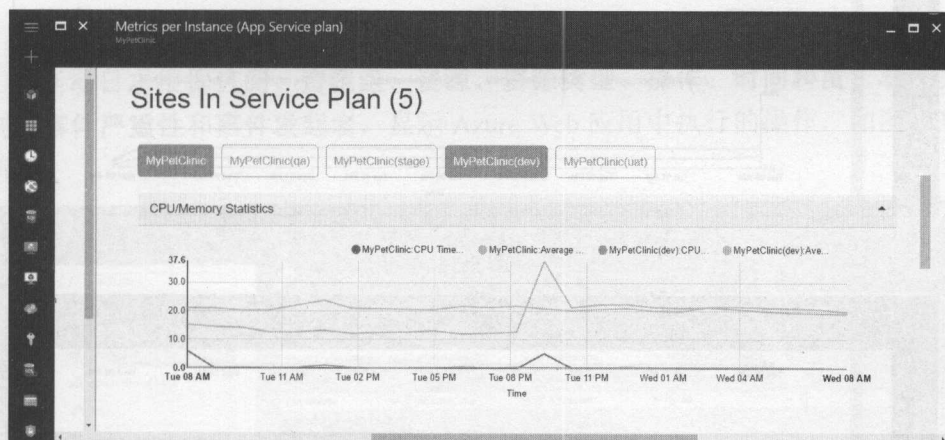 Metrics per Instance (App Service plan)
MyPetClinic
Sites In Service Plan (5)
MyPetClinic
MyPetClinic(qa)
MyPetClinic(stage)
MyPetClinic(dev)
MyPetClinic(uat)
CPU/Memory Statistics
MyPetClinic:CPU Time...
MyPetClinic:Average ...
MyPetClinic(dev):CPU...
MyPetClinic(dev):Ave...
37.6
30.0
20.0
10.0
0.0
Tue 08 AM
Tue 11 AM
Tue 02 PM
Tue 05 PM
Tue 08 PM
Tue 11 PM
Wed 01 AM
Wed 04 AM
Wed 08 AM
Time